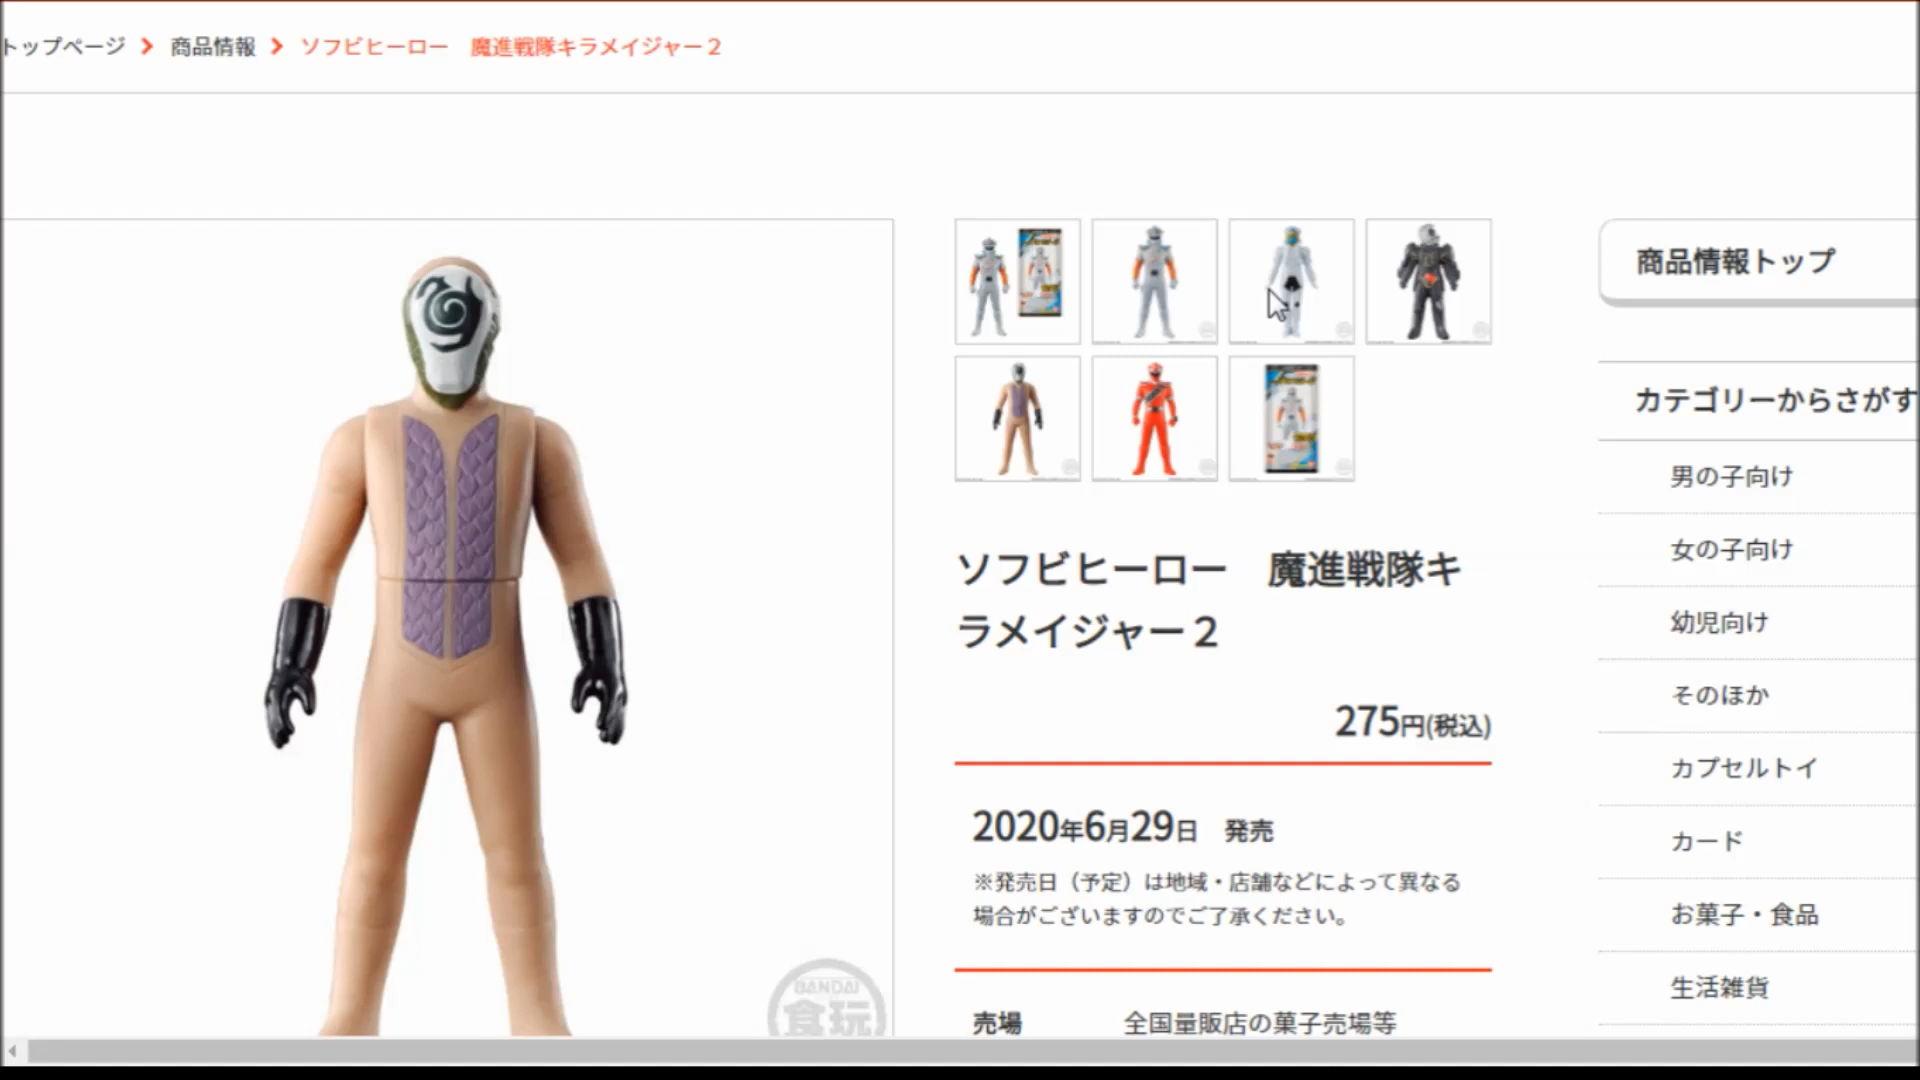 トップページ 商品情報 ソフビヒーロー　魔進戦隊キラメイジャー２
ソフビヒーロー　魔進戦隊キ
ラメイジャー２
275円(税込)
2020年6月29日　発売
※発売日（予定）は地域・店舗などによって異なる
場合がございますのでご了承ください。
売場 全国量販店の菓子売場等
BANDAI
食玩
商品情報トップ
カテゴリーからさがす
男の子向け
女の子向け
幼児向け
そのほか
カプセルトイ
カード
お菓子・食品
生活雑貨